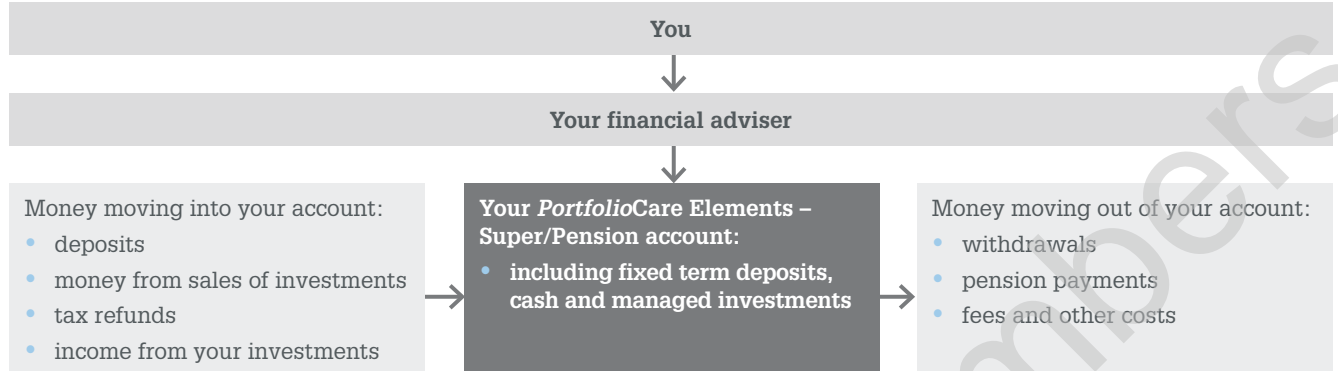 You
Your financial adviser
Money moving into your account:
• deposits
• money from sales of investments
• tax refunds
• income from your investments
Your PortfolioCare Elements –
Super/Pension account:
• including fixed term deposits,
cash and managed investments
Money moving out of your account:
• withdrawals
• pension payments
• fees and other costs
mbers